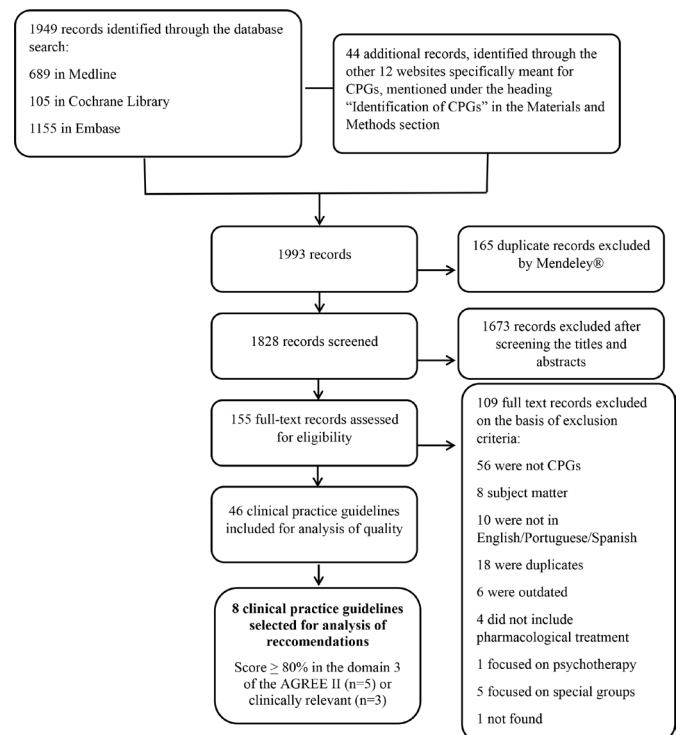 1949 records identified through the database
search:
689 in Medline
105 in Cochrane Library
1155 in Embase
44 additional records, identified through the
other 12 websites specifically meant for
CPGs, mentioned under the heading
“Identification of CPGs” in the Materials and
Methods section
1993 records
165 duplicate records excluded
by Mendeley®
1828 records screened
1673 records excluded after
screening the titles and
abstracts
155 full-text records assessed
for eligibility
109 full text records excluded
on the basis of exclusion
criteria:
56 were not CPGs
8 subject matter
10 were not in
English/Portuguese/Spanish
18 were duplicates
6 were outdated
4 did not include
pharmacological treatment
1 focused on psychotherapy
5 focused on special groups
1 not found
46 clinical practice guidelines
included for analysis of quality
8 clinical practice guidelines
selected for analysis of
reccomendations
Score ≥ 80% in the domain 3
of the AGREE II (n=5) or
clinically relevant (n=3)